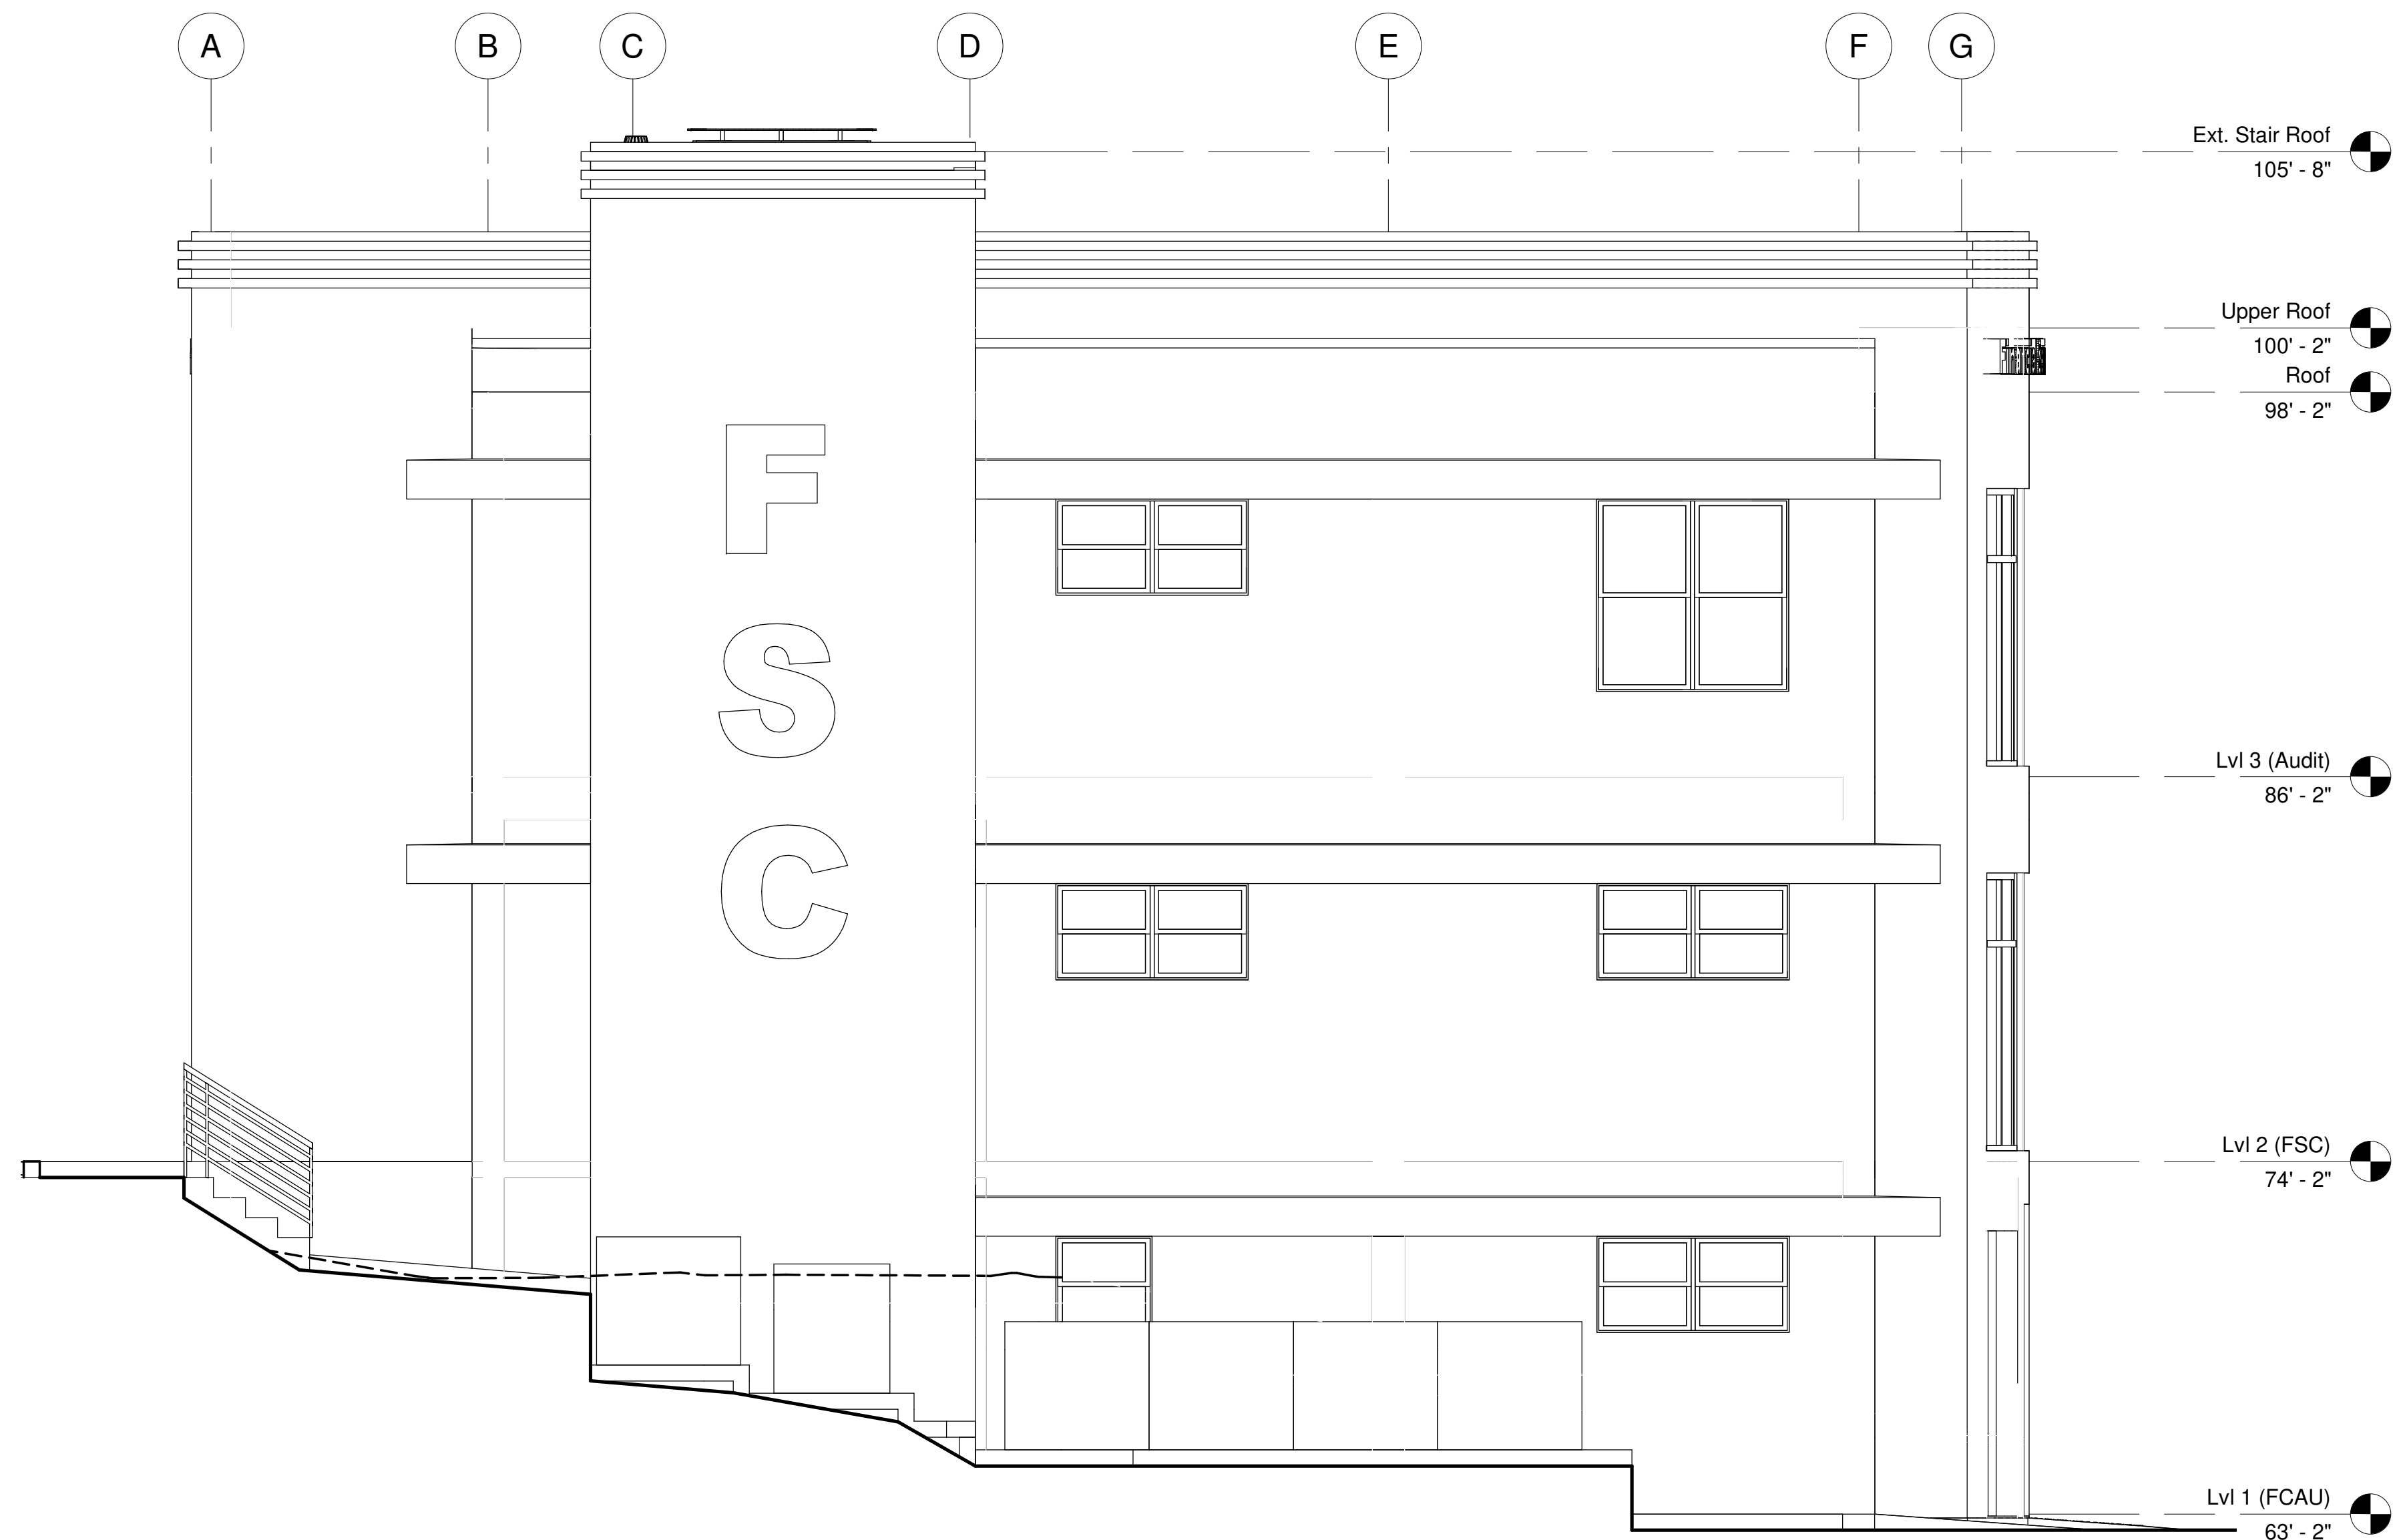 A B C D E F G
Ext. Stair Roof
105' - 8"
Upper Roof
100' - 2"
Roof
98' - 2"
F
S
C
Lvl 3 (Audit)
86' - 2"
Lvl 2 (FSC)
74' - 2"
Lvl 1 (FCAU)
63' - 2"